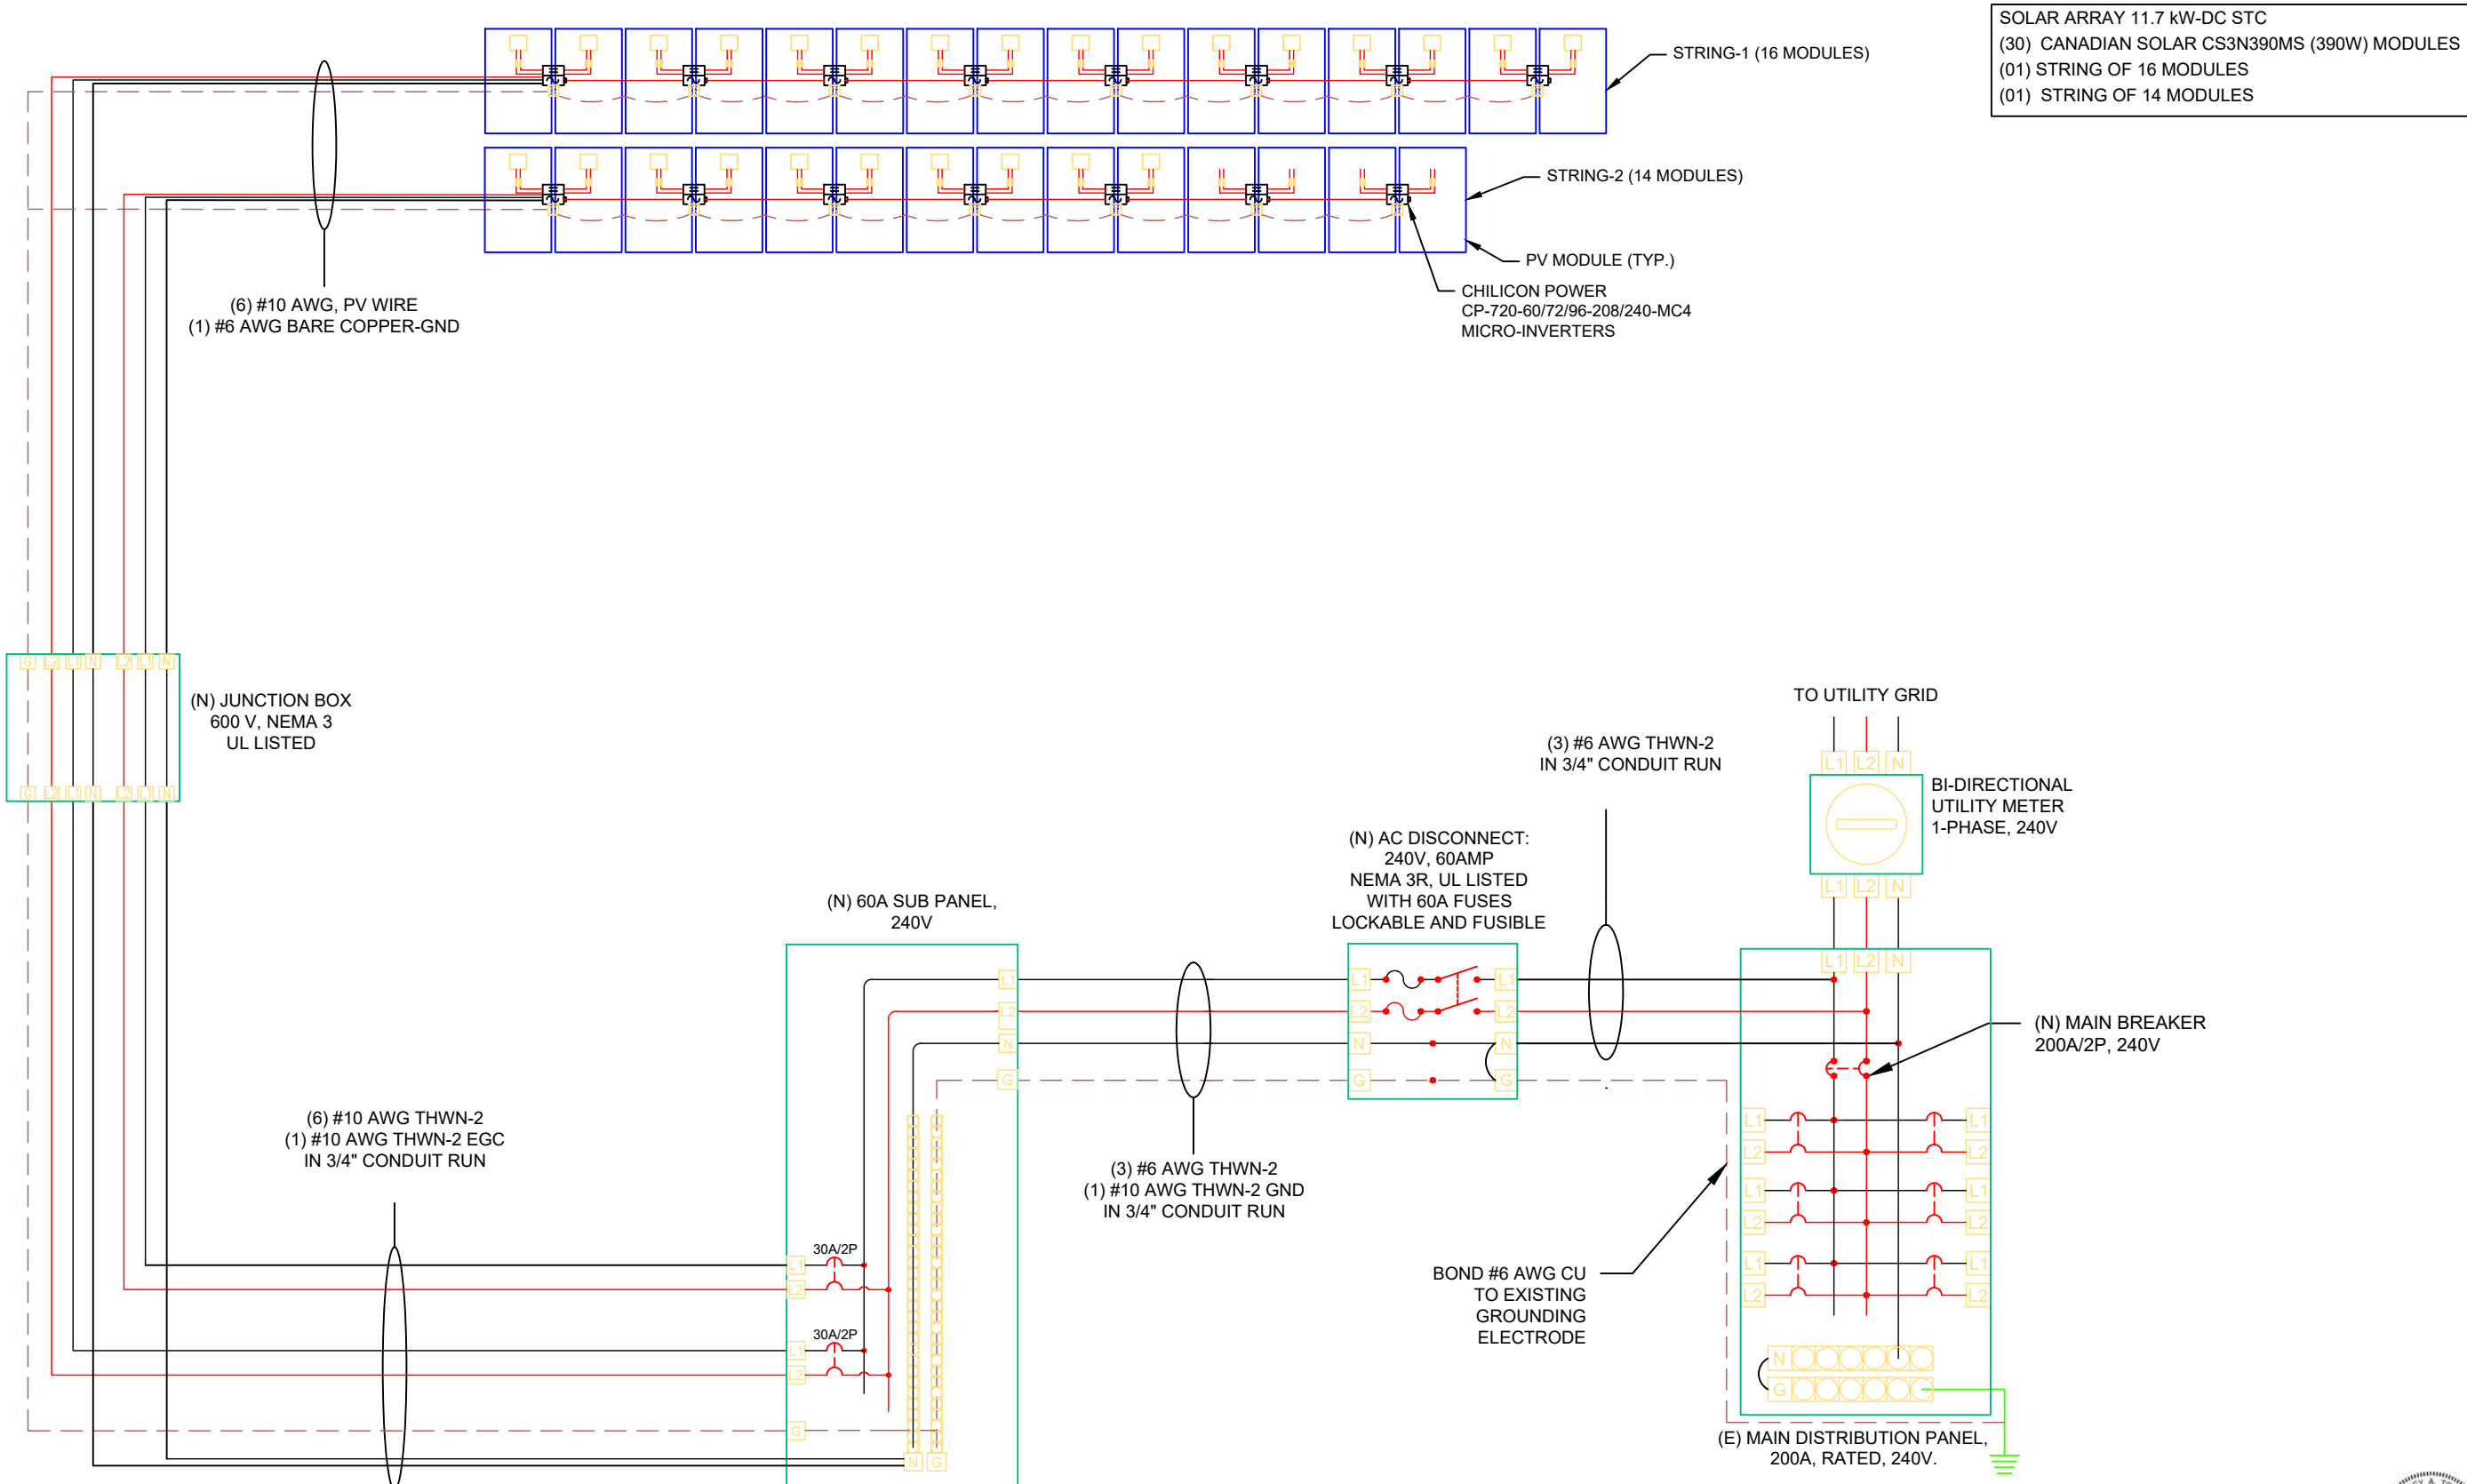 SOLAR ARRAY 11.7 kW-DC STC
(30) CANADIAN SOLAR CS3N390MS (390W) MODULES
(01) STRING OF 16 MODULES
(01) STRING OF 14 MODULES
STRING-1 (16 MODULES)
STRING-2 (14 MODULES)
PV MODULE (TYP.)
CHILICON POWER
CP-720-60/72/96-208/240-MC4
MICRO-INVERTERS
(6) #10 AWG, PV WIRE
(1) #6 AWG BARE COPPER-GND
G L2 L1 N L2 L1 N
(N) JUNCTION BOX
600 V, NEMA 3
UL LISTED
G L2 L1 N L2 L1 N
TO UTILITY GRID
L1 L2 N
BI-DIRECTIONAL
UTILITY METER
1-PHASE, 240V
L1 L2 N
(3) #6 AWG THWN-2
IN 3/4" CONDUIT RUN
(N) AC DISCONNECT:
240V, 60AMP
NEMA 3R, UL LISTED
WITH 60A FUSES
LOCKABLE AND FUSIBLE
(N) 60A SUB PANEL,
240V
L1
L2
N
G
L1 L1
L2 L2
N N
G G
L1 L2 N
(N) MAIN BREAKER
200A/2P, 240V
(6) #10 AWG THWN-2
(1) #10 AWG THWN-2 EGC
IN 3/4" CONDUIT RUN
(3) #6 AWG THWN-2
(1) #10 AWG THWN-2 GND
IN 3/4" CONDUIT RUN
L1 L1
L2 L2
L1 L1
L2 L2
L1 L1
L2 L2
30A/2P
L1
L2
30A/2P
L1
L2
G
N G
BOND #6 AWG CU
TO EXISTING
GROUNDING
ELECTRODE
N
G
(E) MAIN DISTRIBUTION PANEL,
200A, RATED, 240V.